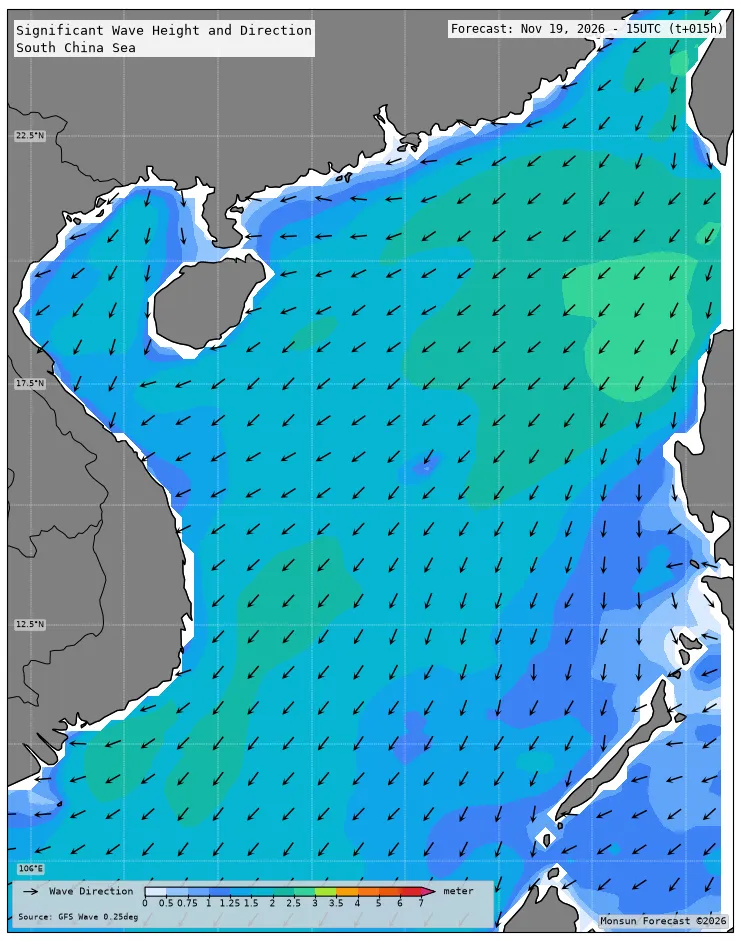 Significant Wave Height and Direction
South China Sea
Forecast: Nov 19, 2026 - 15UTC (t+015h)
22.5°N
17.5°N
12.5°N
106°E
Wave Direction
0 0.5 0.75 1 1.25 1.5 2 2.5 3 3.5 4 5 6 7
meter
Source: GFS Wave 0.25deg
Monsun Forecast ©2026